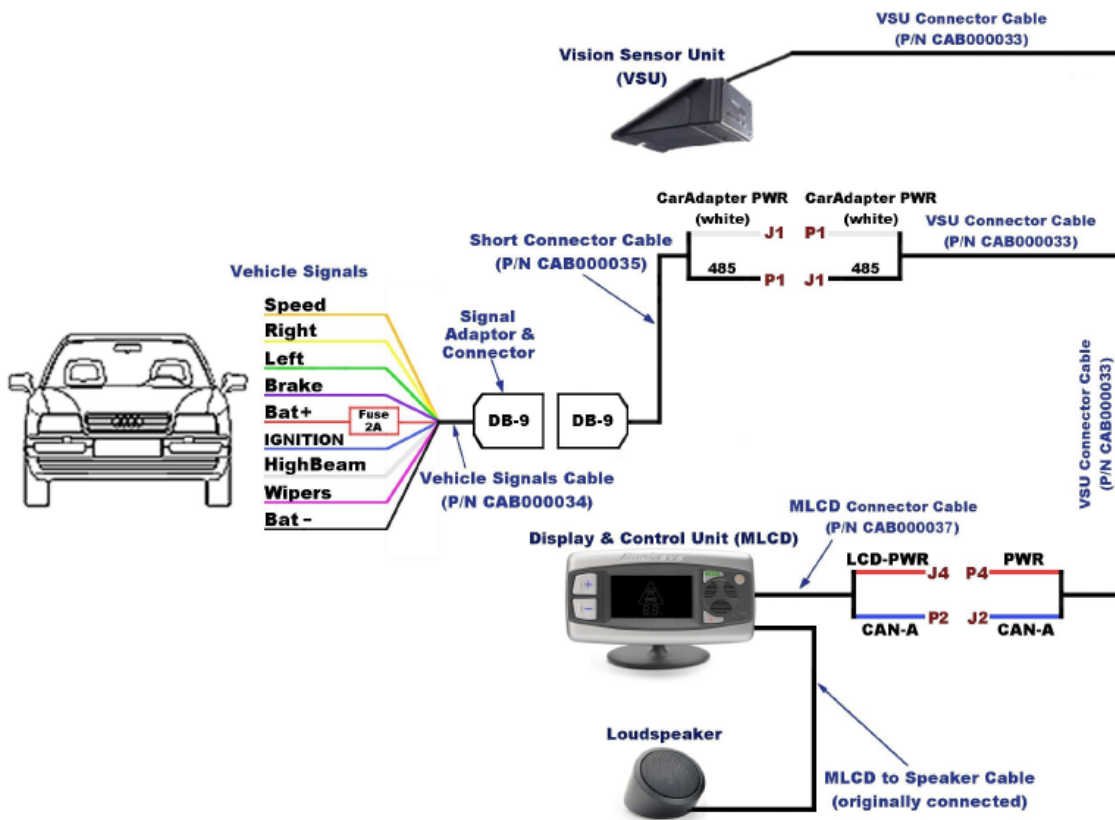 VSU Connector Cable
(P/N CAB000033)
Vision Sensor Unit
(VSU)
CarAdapter PWR
(white)
J1
P1
CarAdapter PWR
(white)
485
P1
J1
485
VSU Connector Cable
(P/N CAB000033)
Short Connector Cable
(P/N CAB000035)
Vehicle Signals
Speed
Right
Left
Brake
Bat+
Fuse
2A
IGNITION
HighBeam
Wipers
Bat -
Signal
Adaptor &
Connector
DB-9
DB-9
Vehicle Signals Cable
(P/N CAB000034)
VSU Connector Cable
(P/N CAB000033)
MLCD Connector Cable
(P/N CAB000037)
Display & Control Unit (MLCD)
LCD-PWR
J4
P4
PWR
P2
J2
CAN-A
CAN-A
Loudspeaker
MLCD to Speaker Cable
(originally connected)